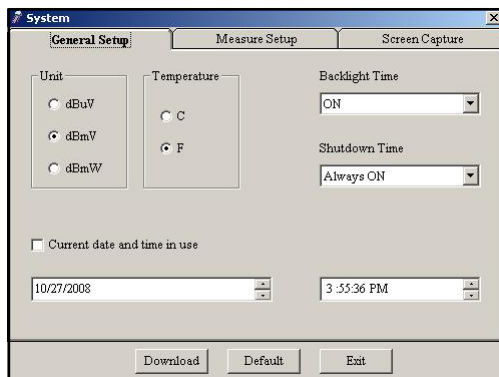 System
General Setup Measure Setup Screen Capture
Unit Temperature Backlight Time
dBuV C ON
dBmV F Shutdown Time
dBmW Always ON
Current date and time in use
10/27/2008 3 :55:36 PM
Download Default Exit